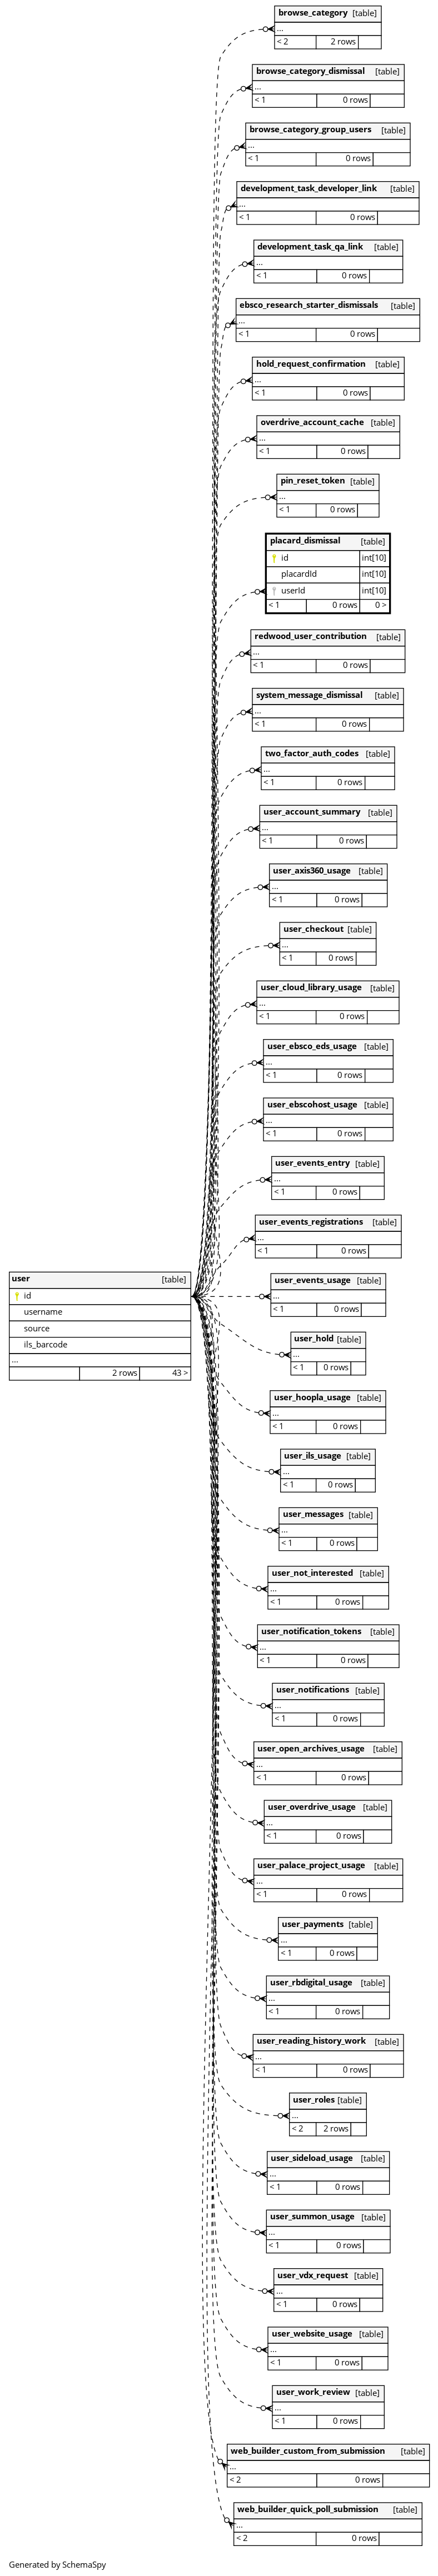 browse_category [table]
...
< 2 2 rows
browse_category_dismissal [table]
...
< 1 0 rows
browse_category_group_users [table]
...
< 1 0 rows
development_task_developer_link [table]
...
< 1 0 rows
development_task_qa_link [table]
...
< 1 0 rows
ebsco_research_starter_dismissals [table]
...
< 1 0 rows
hold_request_confirmation [table]
...
< 1 0 rows
overdrive_account_cache [table]
...
< 1 0 rows
pin_reset_token [table]
...
< 1 0 rows
placard_dismissal [table]
id int[10]
placardId int[10]
userId int[10]
< 1 0 rows 0 >
redwood_user_contribution [table]
...
< 1 0 rows
system_message_dismissal [table]
...
< 1 0 rows
two_factor_auth_codes [table]
...
< 1 0 rows
user_account_summary [table]
...
< 1 0 rows
user_axis360_usage [table]
...
< 1 0 rows
user_checkout [table]
...
< 1 0 rows
user_cloud_library_usage [table]
...
< 1 0 rows
user_ebsco_eds_usage [table]
...
< 1 0 rows
user_ebscohost_usage [table]
...
< 1 0 rows
user_events_entry [table]
...
< 1 0 rows
user_events_registrations [table]
...
< 1 0 rows
user [table]
id
username
source
ils_barcode
...
2 rows 43 >
user_events_usage [table]
...
< 1 0 rows
user_hold [table]
...
< 1 0 rows
user_hoopla_usage [table]
...
< 1 0 rows
user_ils_usage [table]
...
< 1 0 rows
user_messages [table]
...
< 1 0 rows
user_not_interested [table]
...
< 1 0 rows
user_notification_tokens [table]
...
< 1 0 rows
user_notifications [table]
...
< 1 0 rows
user_open_archives_usage [table]
...
< 1 0 rows
user_overdrive_usage [table]
...
< 1 0 rows
user_palace_project_usage [table]
...
< 1 0 rows
user_payments [table]
...
< 1 0 rows
user_rbdigital_usage [table]
...
< 1 0 rows
user_reading_history_work [table]
...
< 1 0 rows
user_roles [table]
...
< 2 2 rows
user_sideload_usage [table]
...
< 1 0 rows
user_summon_usage [table]
...
< 1 0 rows
user_vdx_request [table]
...
< 1 0 rows
user_website_usage [table]
...
< 1 0 rows
user_work_review [table]
...
< 1 0 rows
web_builder_custom_from_submission [table]
...
< 2 0 rows
web_builder_quick_poll_submission [table]
...
< 2 0 rows
Generated by SchemaSpy